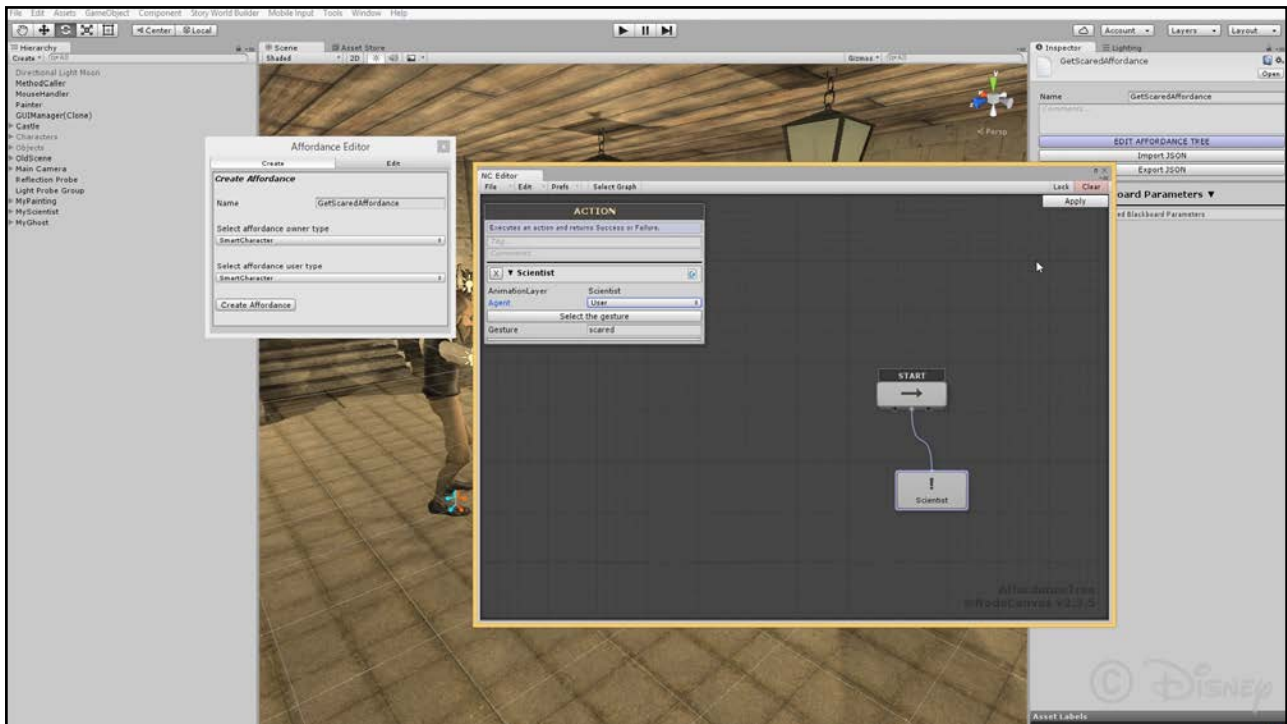 File Edit Assets GameObject Component Story World Builder Mobile Input Tools Window Help
Center Local
Account Layers Layout
Hierarchy
Create
Directional Light Moon
MethodCaller
MouseHandler
Painter
GUIManager(Clone)
Castle
Characters
Objects
OldScene
Main Camera
Reflection Probe
Light Probe Group
MyPainting
MyScientist
MyGhost
Scene Asset Store
Shaded 2D Gizmos
Persp
Affordance Editor
Create Edit
Create Affordance
Name GetScaredAffordance
Select affordance owner type
SmartCharacter
Select affordance user type
SmartCharacter
Create Affordance
NC Editor
File Edit Prefs Select Graph Lock Clear
Apply
ACTION
Executes an action and returns Success or Failure.
Tag...
Comments...
X ▼ Scientist
AnimationLayer Scientist
Agent User
Select the gesture
Gesture scared
START
!
Scientist
AffordanceTree
@NodeCanvas v2.3.5
Inspector Lighting
GetScaredAffordance
Open
Name GetScaredAffordance
Comments...
EDIT AFFORDANCE TREE
Import JSON
Export JSON
oard Parameters ▼
ed Blackboard Parameters
© DISNEY
Asset Labels